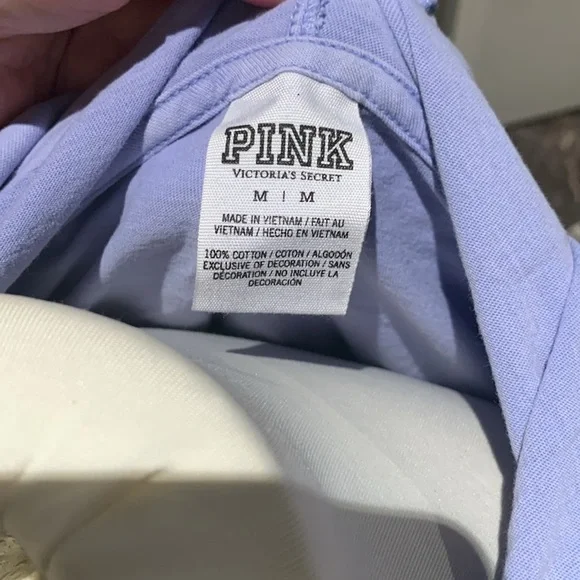 PINK
VICTORIA'S SECRET
M | M
MADE IN VIETNAM / FAIT AU
VIETNAM / HECHO EN VIETNAM
100% COTTON / COTON / ALGODÓN
EXCLUSIVE OF DECORATION / SANS
DÉCORATION / NO INCLUYE LA
DECORACIÓN